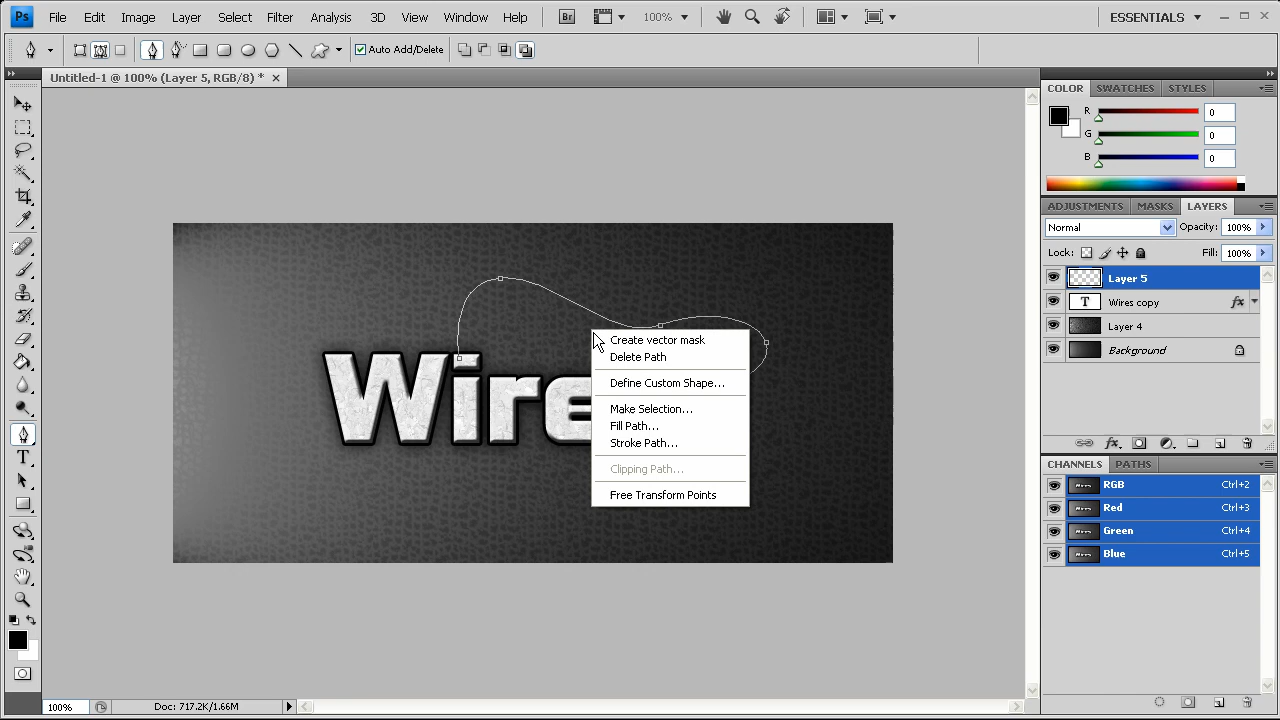 Ps File Edit Image Layer Select Filter Analysis 3D View Window Help Br 100% ESSENTIALS
Auto Add/Delete
Untitled-1 @ 100% (Layer 5, RGB/8) *
COLOR SWATCHES STYLES
R 0
G 0
B 0
ADJUSTMENTS MASKS LAYERS
Normal Opacity: 100%
Lock: Fill: 100%
Layer 5
T Wires copy fx
Layer 4
Background
fx
CHANNELS PATHS
RGB Ctrl+2
Red Ctrl+3
Green Ctrl+4
Blue Ctrl+5
Wire
Create vector mask
Delete Path
Define Custom Shape...
Make Selection...
Fill Path...
Stroke Path...
Clipping Path...
Free Transform Points
T
100% Doc: 717.2K/1.66M